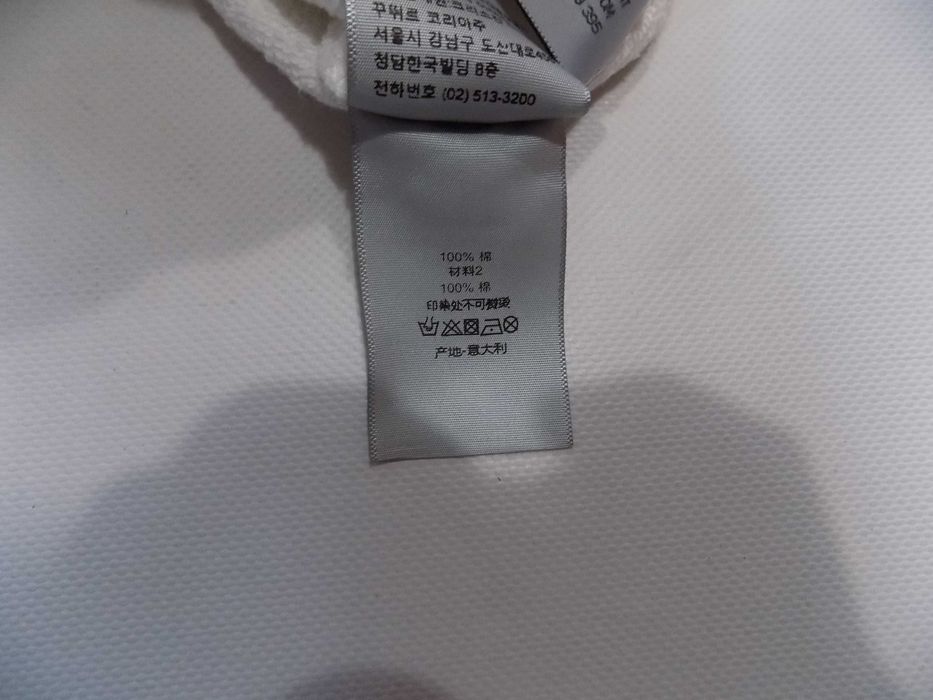 꾸뛰르 코리아주
서울시 강남구 도산대로
청담한국빌딩 8층
전하번호 (02) 513-3200
395
100% 棉
材料2
100% 棉
印染处不可熨烫
产地-意大利